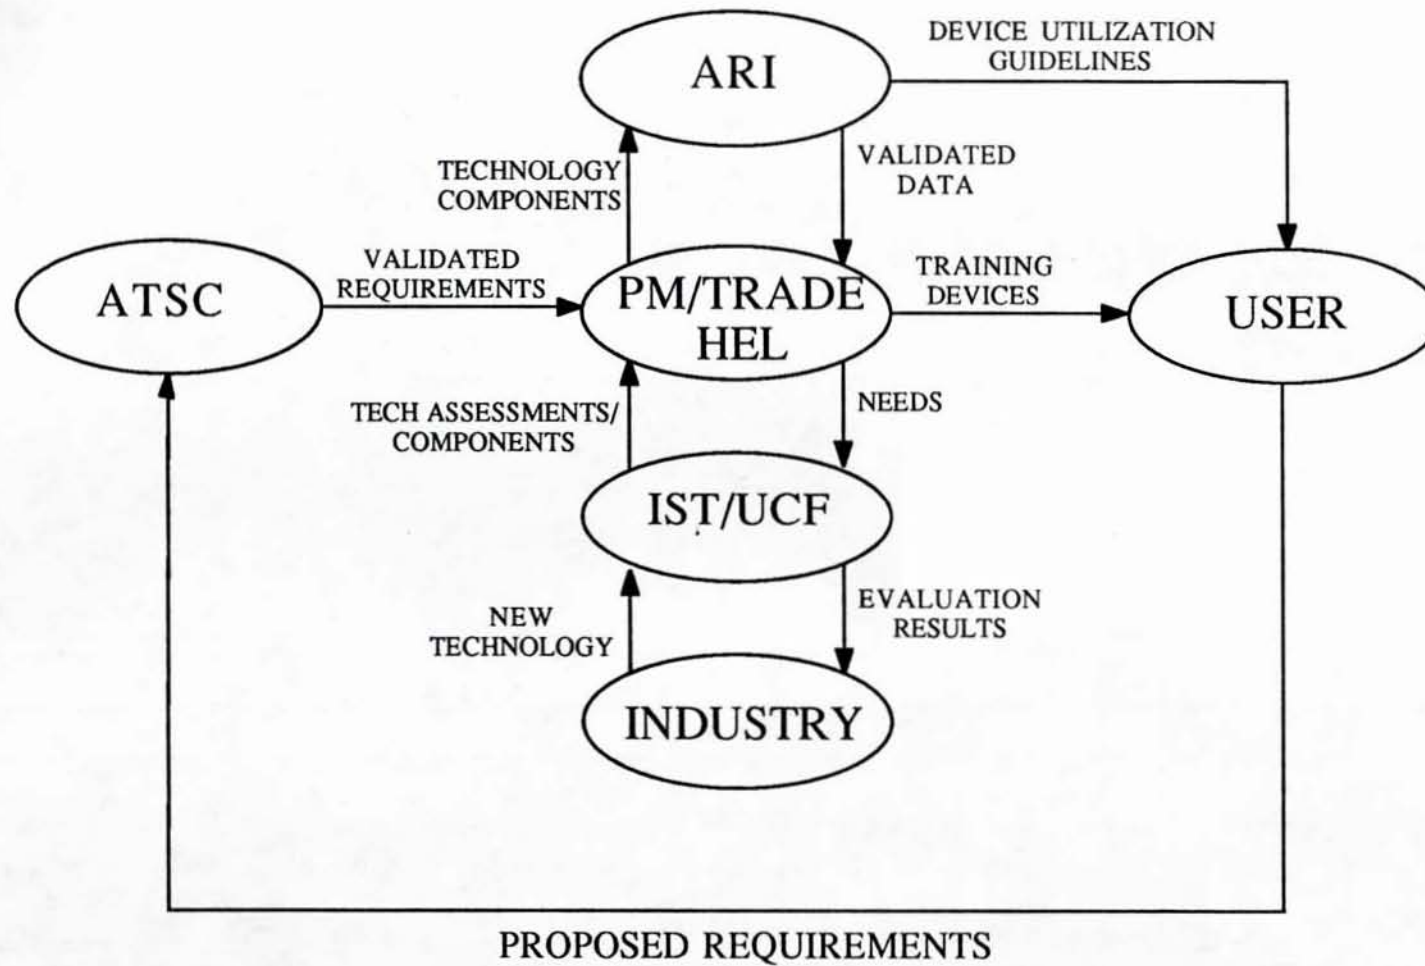 DEVICE UTILIZATION
GUIDELINES
ARI
TECHNOLOGY
COMPONENTS
VALIDATED
DATA
ATSC
VALIDATED
REQUIREMENTS
PM/TRADE
HEL
TRAINING
DEVICES
USER
TECH ASSESSMENTS/
COMPONENTS
NEEDS
IST/UCF
NEW
TECHNOLOGY
EVALUATION
RESULTS
INDUSTRY
PROPOSED REQUIREMENTS